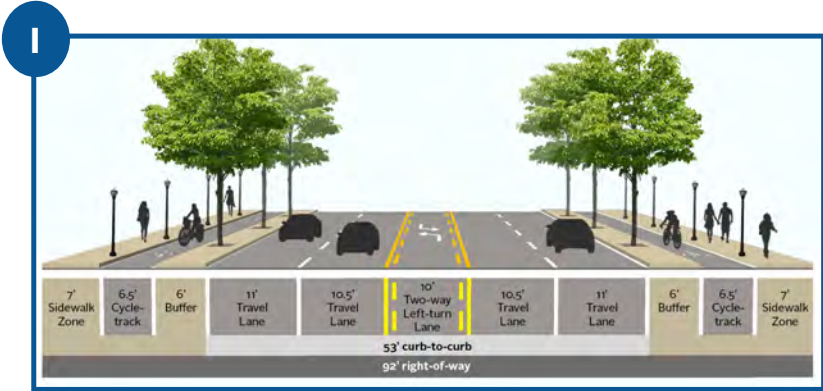 I
7'
Sidewalk
Zone
6.5'
Cycle-
track
6'
Buffer
11'
Travel
Lane
10.5'
Travel
Lane
10'
Two-way
Left-turn
Lane
10.5'
Travel
Lane
11'
Travel
Lane
6'
Buffer
6.5'
Cycle-
track
7'
Sidewalk
Zone
53' curb-to-curb
92' right-of-way